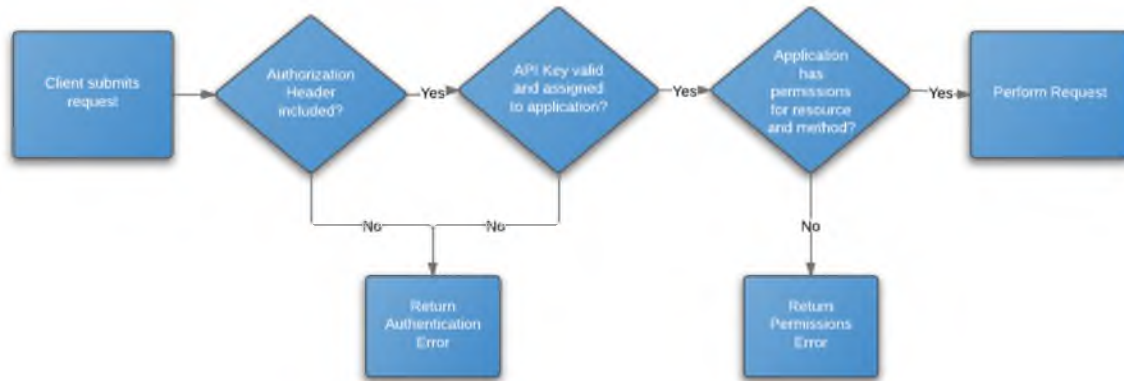 Client submits
request
Authorization
Header
included?
Yes
API Key valid
and assigned
to application?
Yes
Application
has
permissions
for resource
and method?
Yes
Perform Request
No
No
No
Return
Authentication
Error
Return
Permissions
Error